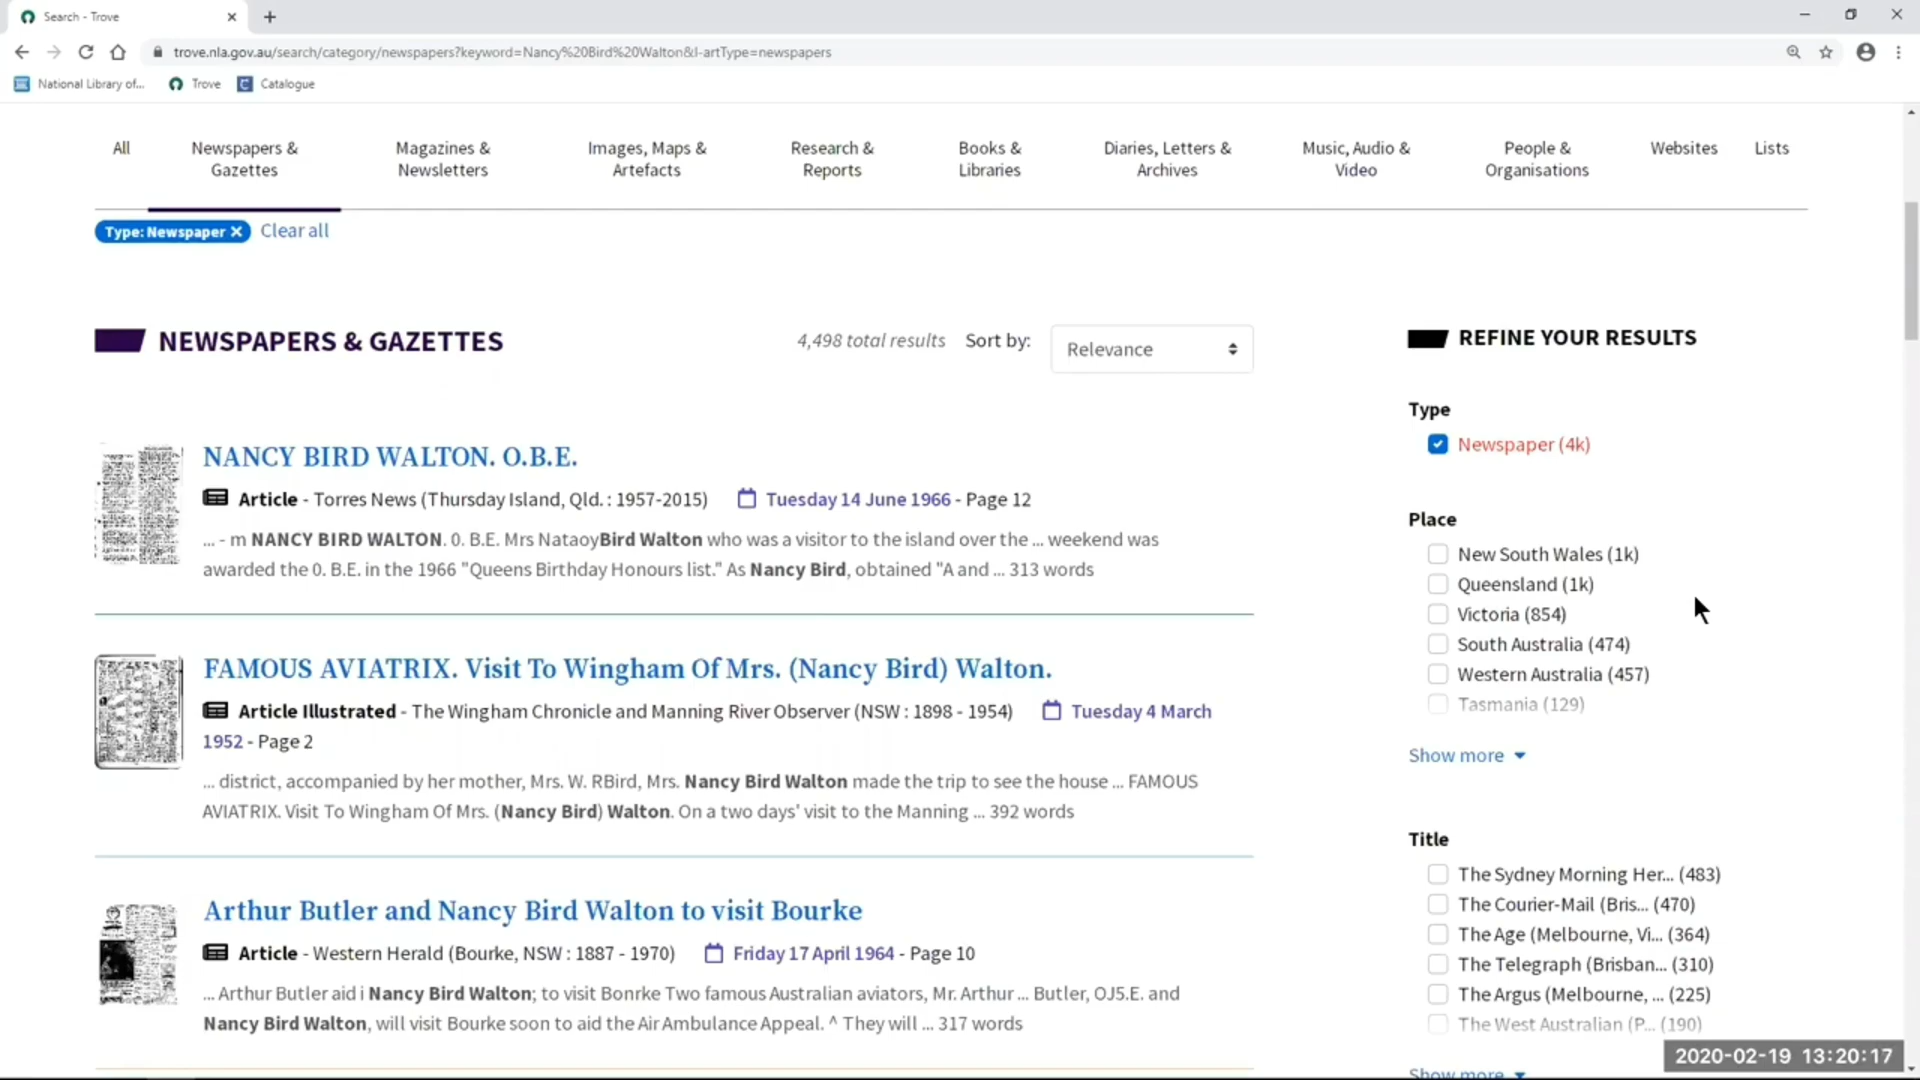 Search - Trove
trove.nla.gov.au/search/category/newspapers?keyword=Nancy%20Bird%20Walton&l-artType=newspapers
National Library of... Trove Catalogue
All Newspapers & Magazines & Images, Maps & Research & Books & Diaries, Letters & Music, Audio & People & Websites Lists
Gazettes Newsletters Artefacts Reports Libraries Archives Video Organisations
Type: Newspaper ✕ Clear all
NEWSPAPERS & GAZETTES 4,498 total results Sort by: Relevance
NANCY BIRD WALTON. O.B.E.
Article - Torres News (Thursday Island, Qld. : 1957-2015) Tuesday 14 June 1966 - Page 12
... - m NANCY BIRD WALTON. 0. B.E. Mrs NataoyBird Walton who was a visitor to the island over the ... weekend was
awarded the 0. B.E. in the 1966 "Queens Birthday Honours list." As Nancy Bird, obtained "A and ... 313 words
FAMOUS AVIATRIX. Visit To Wingham Of Mrs. (Nancy Bird) Walton.
Article Illustrated - The Wingham Chronicle and Manning River Observer (NSW : 1898 - 1954) Tuesday 4 March
1952 - Page 2
... district, accompanied by her mother, Mrs. W. RBird, Mrs. Nancy Bird Walton made the trip to see the house ... FAMOUS
AVIATRIX. Visit To Wingham Of Mrs. (Nancy Bird) Walton. On a two days' visit to the Manning ... 392 words
Arthur Butler and Nancy Bird Walton to visit Bourke
Article - Western Herald (Bourke, NSW : 1887 - 1970) Friday 17 April 1964 - Page 10
... Arthur Butler aid i Nancy Bird Walton; to visit Bonrke Two famous Australian aviators, Mr. Arthur ... Butler, OJ5.E. and
Nancy Bird Walton, will visit Bourke soon to aid the Air Ambulance Appeal. ^ They will ... 317 words
REFINE YOUR RESULTS
Type
Newspaper (4k)
Place
New South Wales (1k)
Queensland (1k)
Victoria (854)
South Australia (474)
Western Australia (457)
Tasmania (129)
Show more
Title
The Sydney Morning Her... (483)
The Courier-Mail (Bris... (470)
The Age (Melbourne, Vi... (364)
The Telegraph (Brisban... (310)
The Argus (Melbourne, ... (225)
The West Australian (P... (190)
Show more
2020-02-19 13:20:17